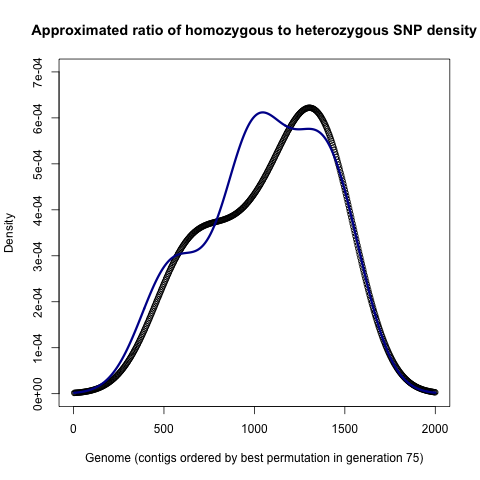 Approximated ratio of homozygous to heterozygous SNP density
7e-04
6e-04
5e-04
4e-04
3e-04
2e-04
1e-04
0e+00
Density
0 500 1000 1500 2000
Genome (contigs ordered by best permutation in generation 75)